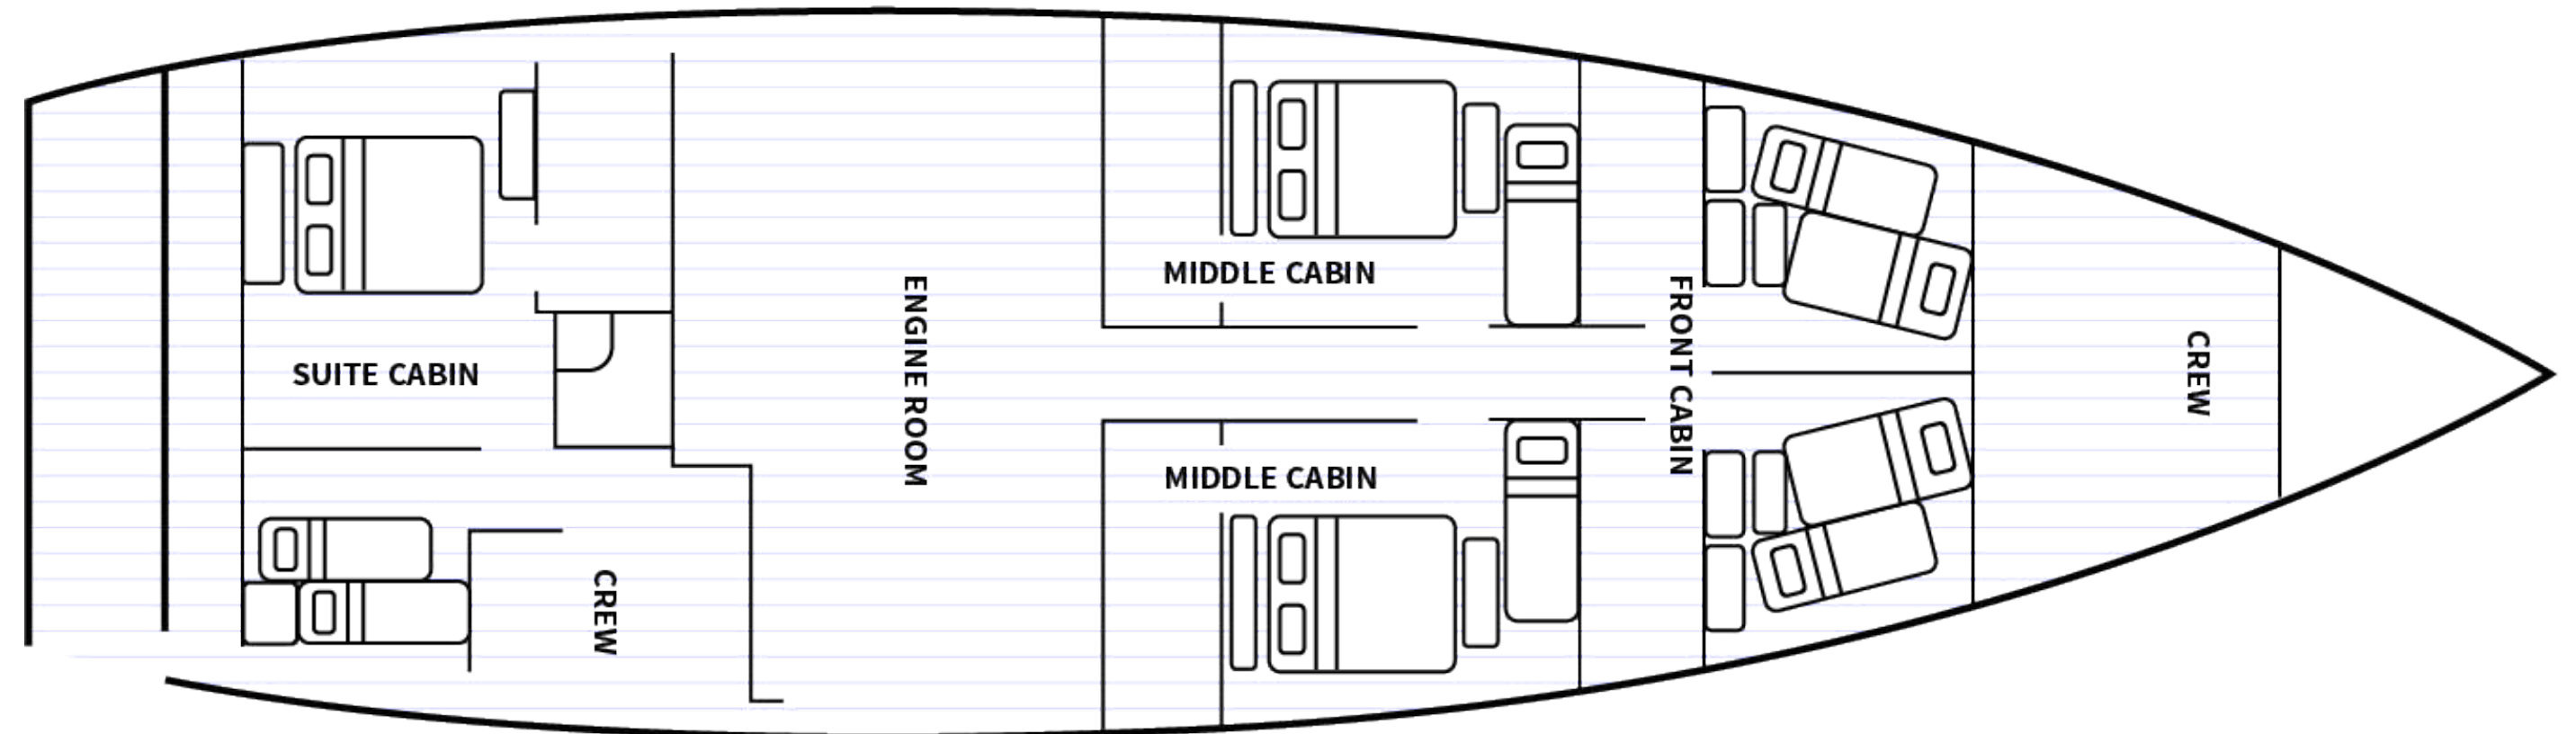 SUITE CABIN
CREW
ENGINE ROOM
MIDDLE CABIN
MIDDLE CABIN
FRONT CABIN
CREW